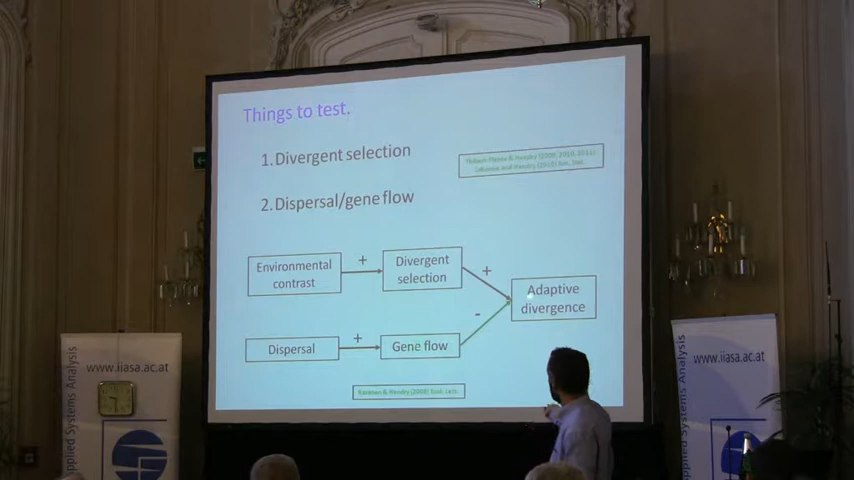 Things to test.
1. Divergent selection
2. Dispersal/gene flow
Environmental
contrast
+
Divergent
selection
+
Adaptive
divergence
-
Dispersal
+
Gene flow
www.iiasa.ac.at
Applied Systems Analysis
www.iiasa.ac.at
Systems Analysis